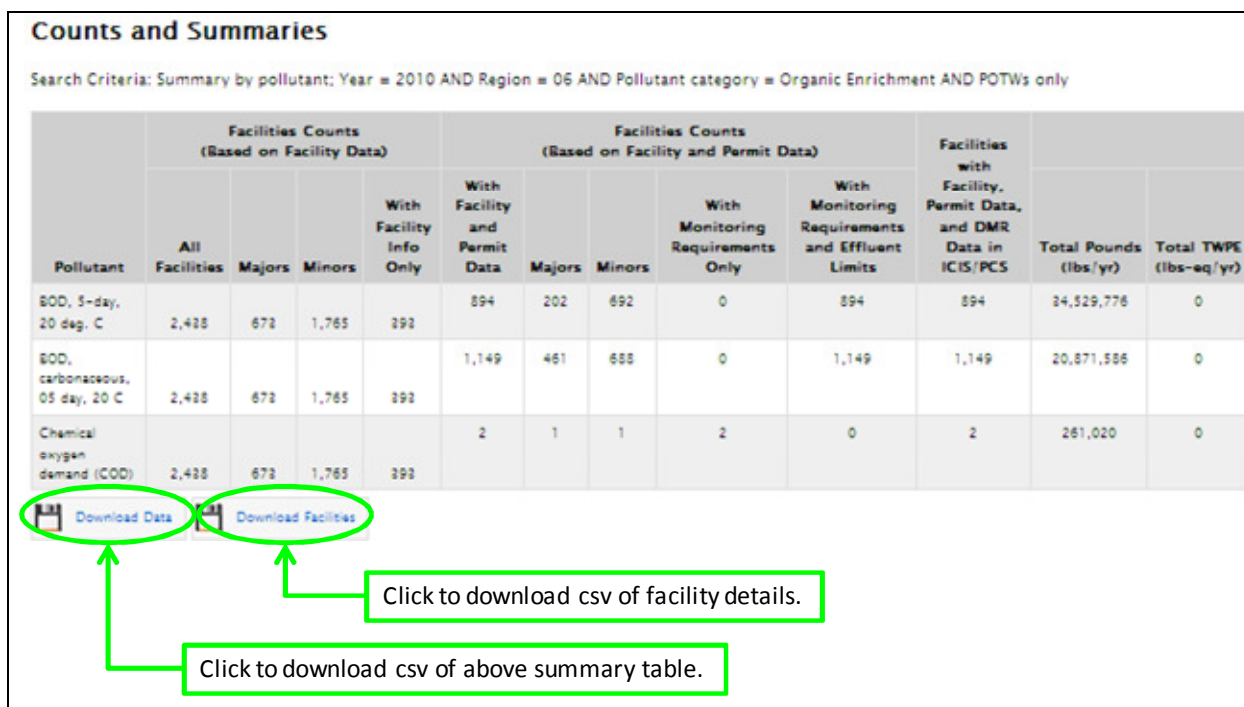 Counts and Summaries
Search Criteria: Summary by pollutant; Year = 2010 AND Region = 06 AND Pollutant category = Organic Enrichment AND POTWs only
Facilities Counts
(Based on Facility Data)
Facilities Counts
(Based on Facility and Permit Data)
Facilities
with
Facility,
Permit Data,
and DMR
Data in
ICIS/PCS
Pollutant
All
Facilities
Majors
Minors
With
Facility
Info
Only
With
Facility
and
Permit
Data
Majors
Minors
With
Monitoring
Requirements
Only
With
Monitoring
Requirements
and Effluent
Limits
Total Pounds
(lbs/yr)
Total TWPE
(lbs-eq/yr)
BOD, 5-day,
20 deg. C
2,438 673 1,765 393 894 202 692 0 894 894 34,529,776 0
BOD,
carbonaceous,
05 day, 20 C
2,438 673 1,765 393 1,149 461 688 0 1,149 1,149 20,871,586 0
Chemical
oxygen
demand (COD)
2,438 673 1,765 393 2 1 1 2 0 2 261,020 0
Download Data
Download Facilities
Click to download csv of facility details.
Click to download csv of above summary table.